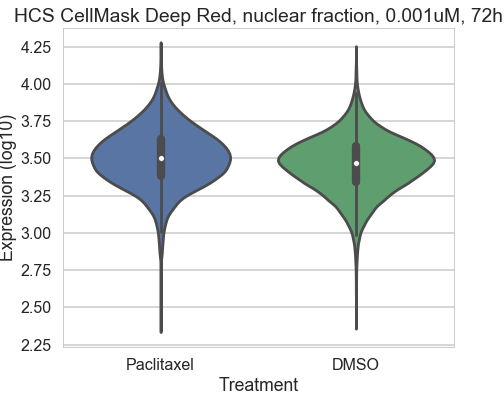 HCS CellMask Deep Red, nuclear fraction, 0.001uM, 72h
4.25
4.00
3.75
3.50
3.25
3.00
2.75
2.50
2.25
Expression (log10)
Paclitaxel DMSO
Treatment